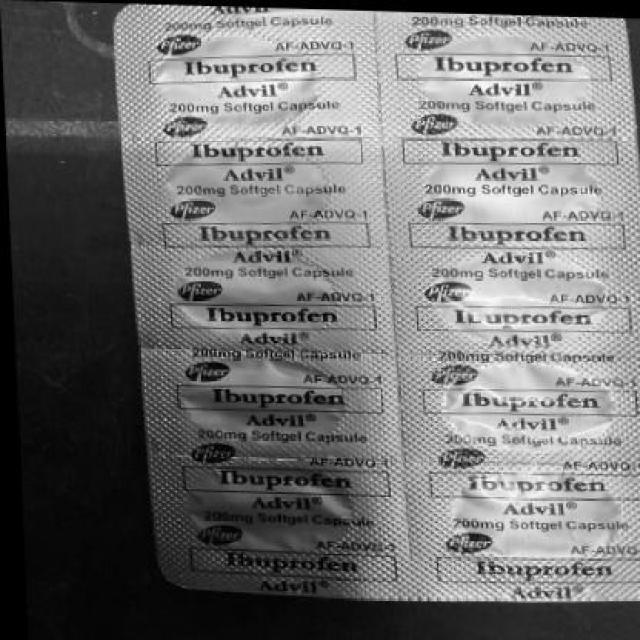 Advil
200mg Softgel Capsule
Pfizer AF-ADVQ-1
Ibuprofen
Advil®
200mg Softgel Capsule
Pfizer AF-ADVQ-1
Ibuprofen
Advil®
200mg Softgel Capsule
Pfizer AF-ADVQ-1
Ibuprofen
Advil®
200mg Softgel Capsule
Pfizer AF-ADVQ-1
Ibuprofen
Advil®
200mg Softgel Capsule
Pfizer AF-ADVQ-1
Ibuprofen
Advil®
200mg Softgel Capsule
Pfizer AF-ADVQ-1
Ibuprofen
Advil®
200mg Softgel Capsule
Pfizer AF-ADVQ-1
Ibuprofen
Advil®
200mg Softgel Capsule
Pfizer AF-ADVQ-1
Ibuprofen
Advil®
200mg Softgel Capsule
Pfizer AF-ADVQ-1
Ibuprofen
Advil®
200mg Softgel Capsule
Pfizer AF-ADVQ-1
Ibuprofen
Advil®
200mg Softgel Capsule
Pfizer AF-ADVQ-1
Ibuprofen
Advil®
200mg Softgel Capsule
Pfizer AF-ADVQ-1
Ibuprofen
Advil®
200mg Softgel Capsule
Pfizer AF-ADVQ
Ibuprofen
Advil®
200mg Softgel Capsule
Pfizer AF-ADVQ
Ibuprofen
Advil®